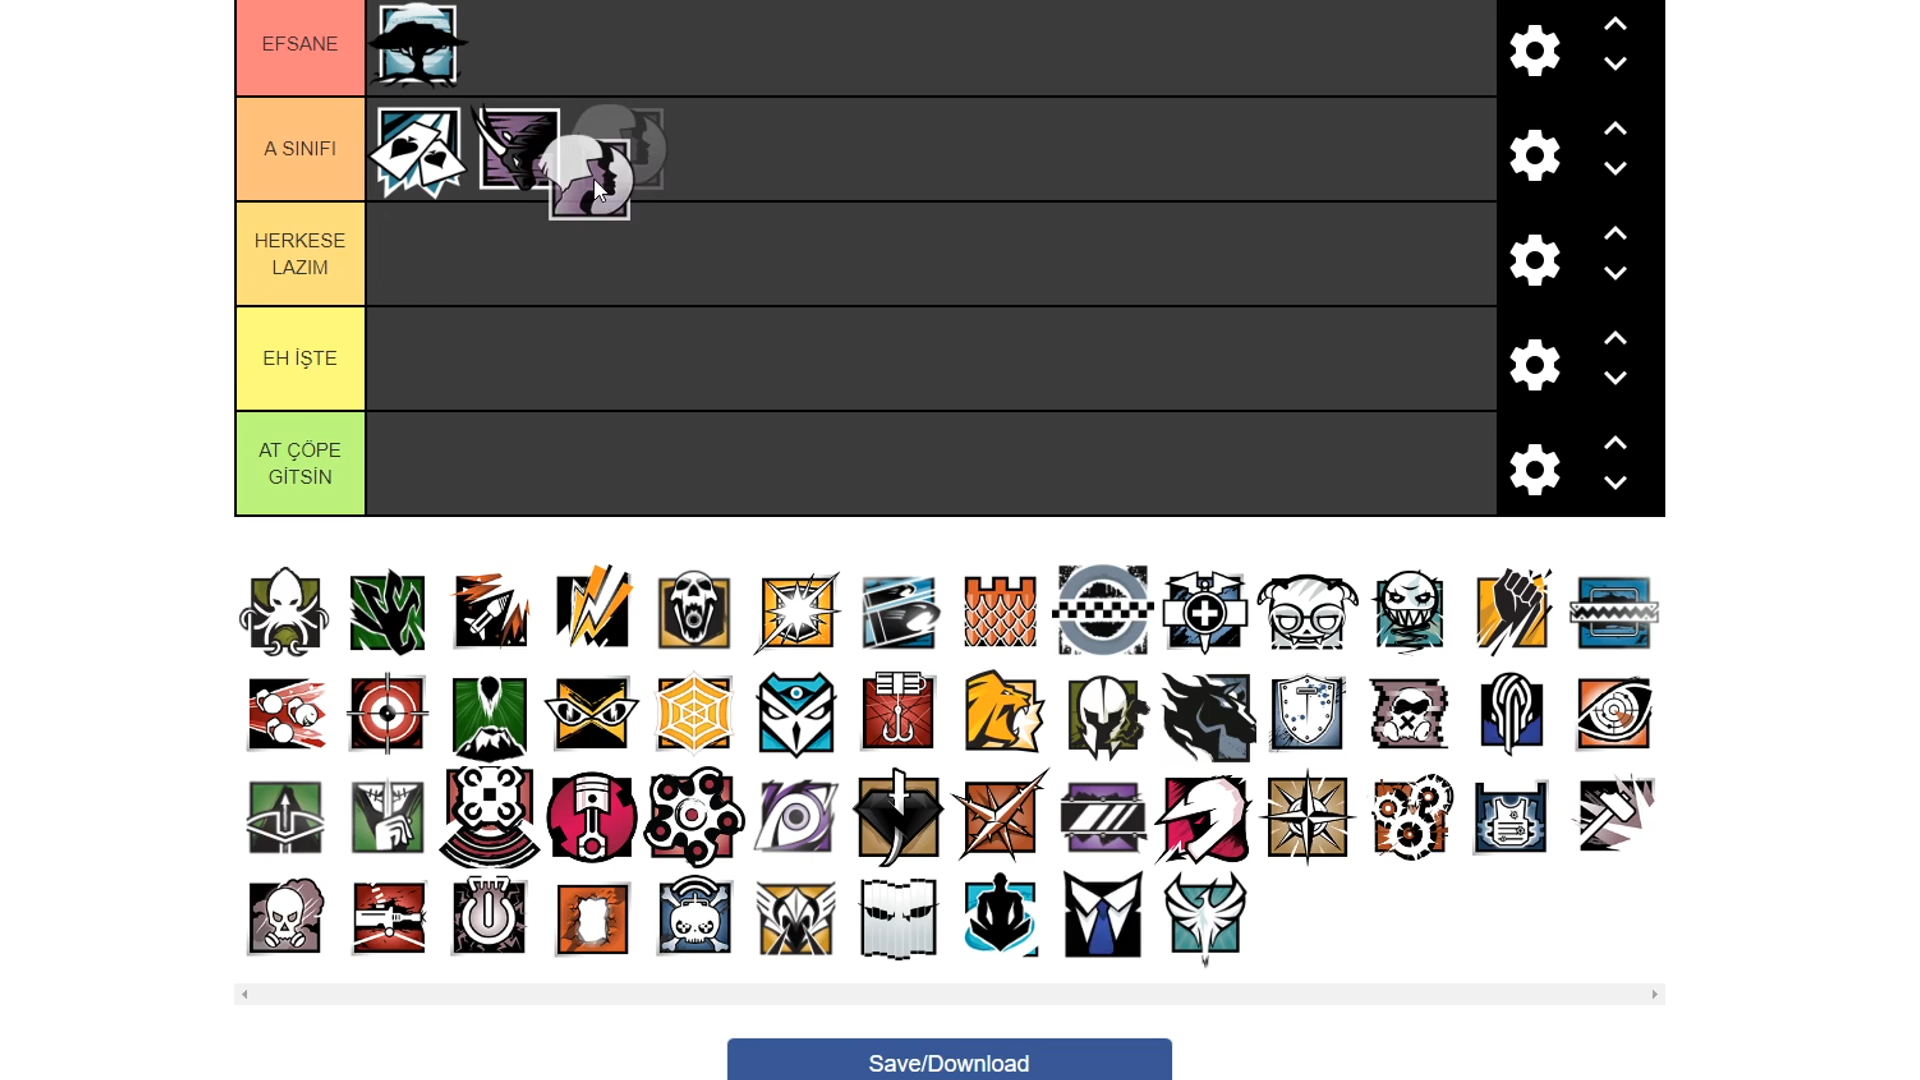 EFSANE
A SINIFI
HERKESE
LAZIM
EH İŞTE
AT ÇÖPE
GİTSİN
Save/Download